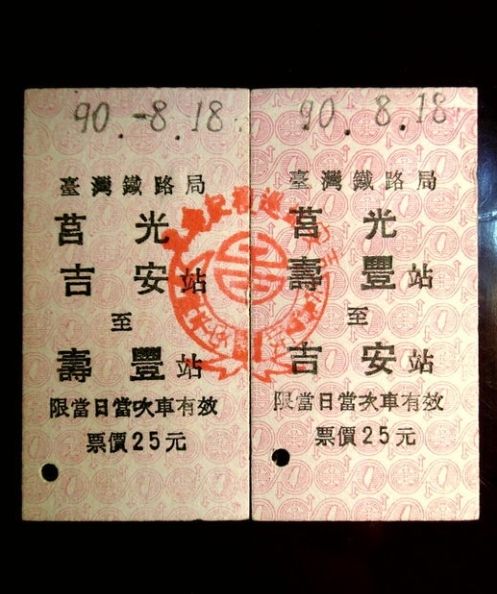 90.-8.18
臺灣鐵路局
莒光
吉安站
至
壽豐站
限當日當次車有效
票價25元
90.8.18
臺灣鐵路局
莒光
壽豐站
至
吉安站
限當日當次車有效
票價25元